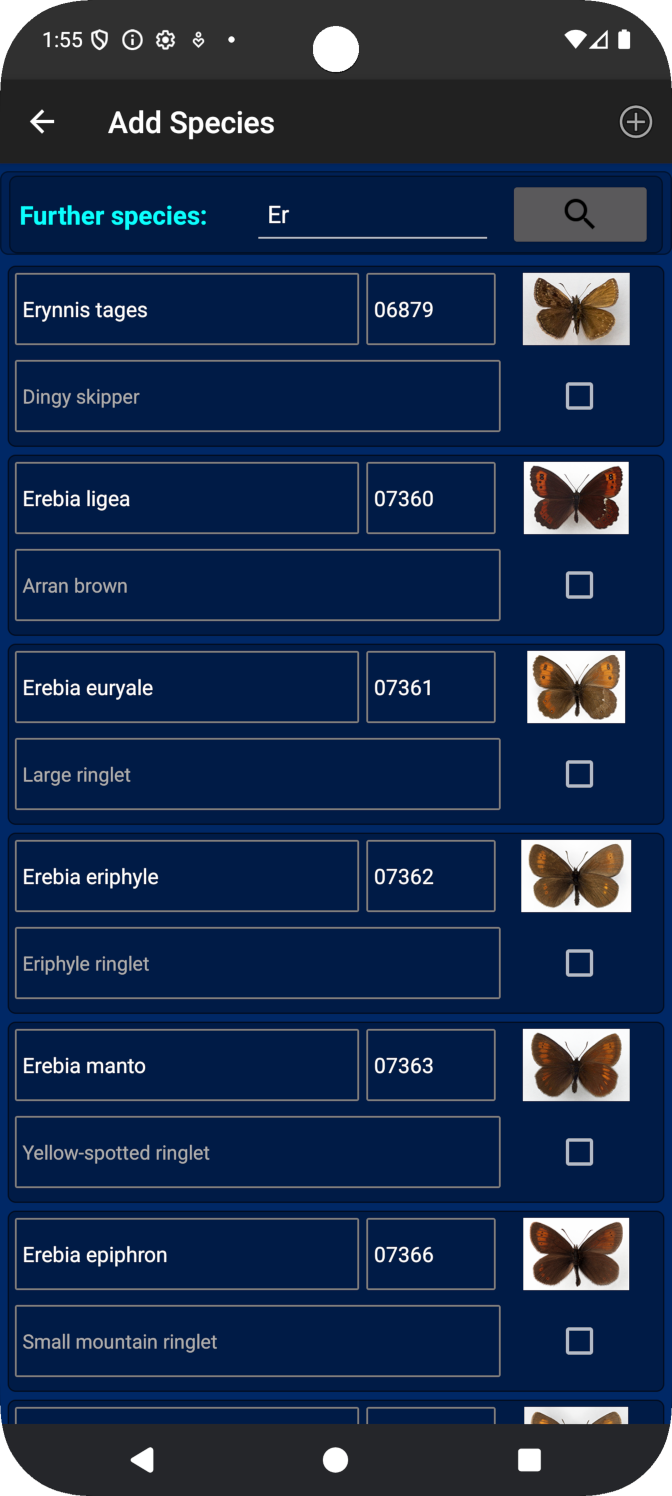 1:55
Add Species
Further species: Er
Erynnis tages 06879
Dingy skipper
Erebia ligea 07360
Arran brown
Erebia euryale 07361
Large ringlet
Erebia eriphyle 07362
Eriphyle ringlet
Erebia manto 07363
Yellow-spotted ringlet
Erebia epiphron 07366
Small mountain ringlet